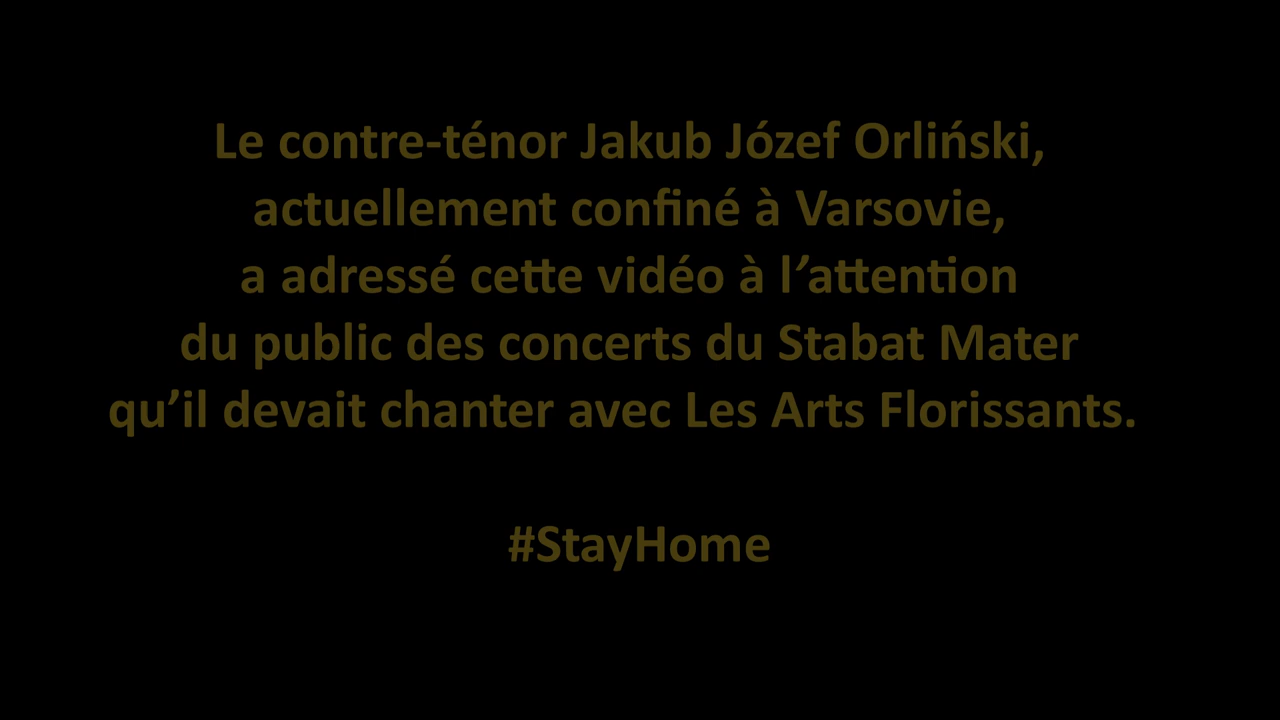 Le contre-ténor Jakub Józef Orliński,
actuellement confiné à Varsovie,
a adressé cette vidéo à l’attention
du public des concerts du Stabat Mater
qu’il devait chanter avec Les Arts Florissants.
#StayHome